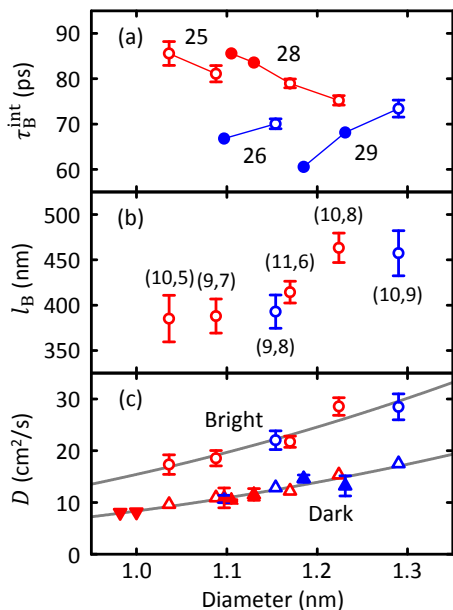 (a)
25
28
26
29
90
80
70
60
τ_B^int (ps)
(b)
(10,5)
(9,7)
(9,8)
(11,6)
(10,8)
(10,9)
500
450
400
350
l_B (nm)
(c)
Bright
Dark
30
20
10
0
D (cm²/s)
1.0
1.1
1.2
1.3
Diameter (nm)